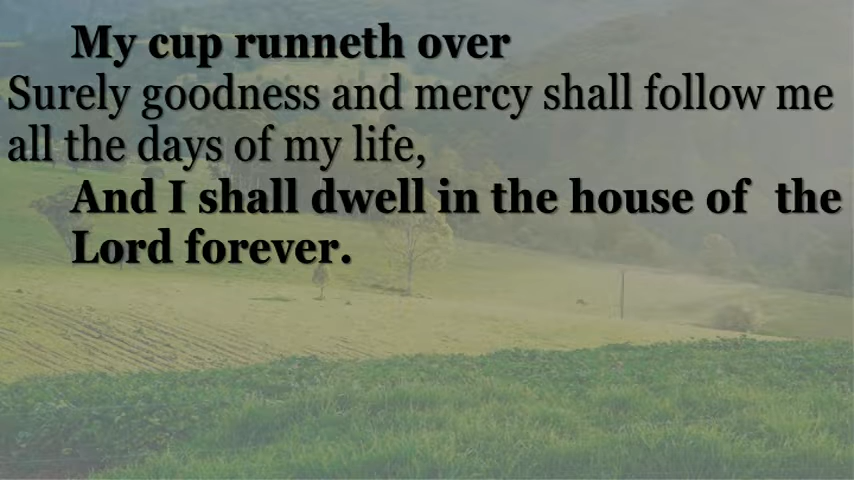 My cup runneth over
Surely goodness and mercy shall follow me
all the days of my life,
And I shall dwell in the house of the
Lord forever.